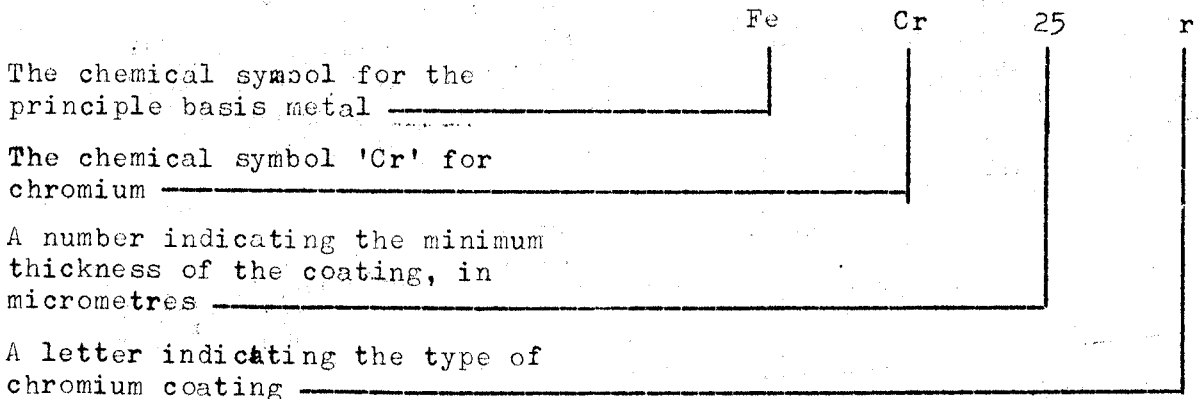 Fe Cr 25 r
The chemical symbol for the
principle basis metal
The chemical symbol 'Cr' for
chromium
A number indicating the minimum
thickness of the coating, in
micrometres
A letter indicating the type of
chromium coating